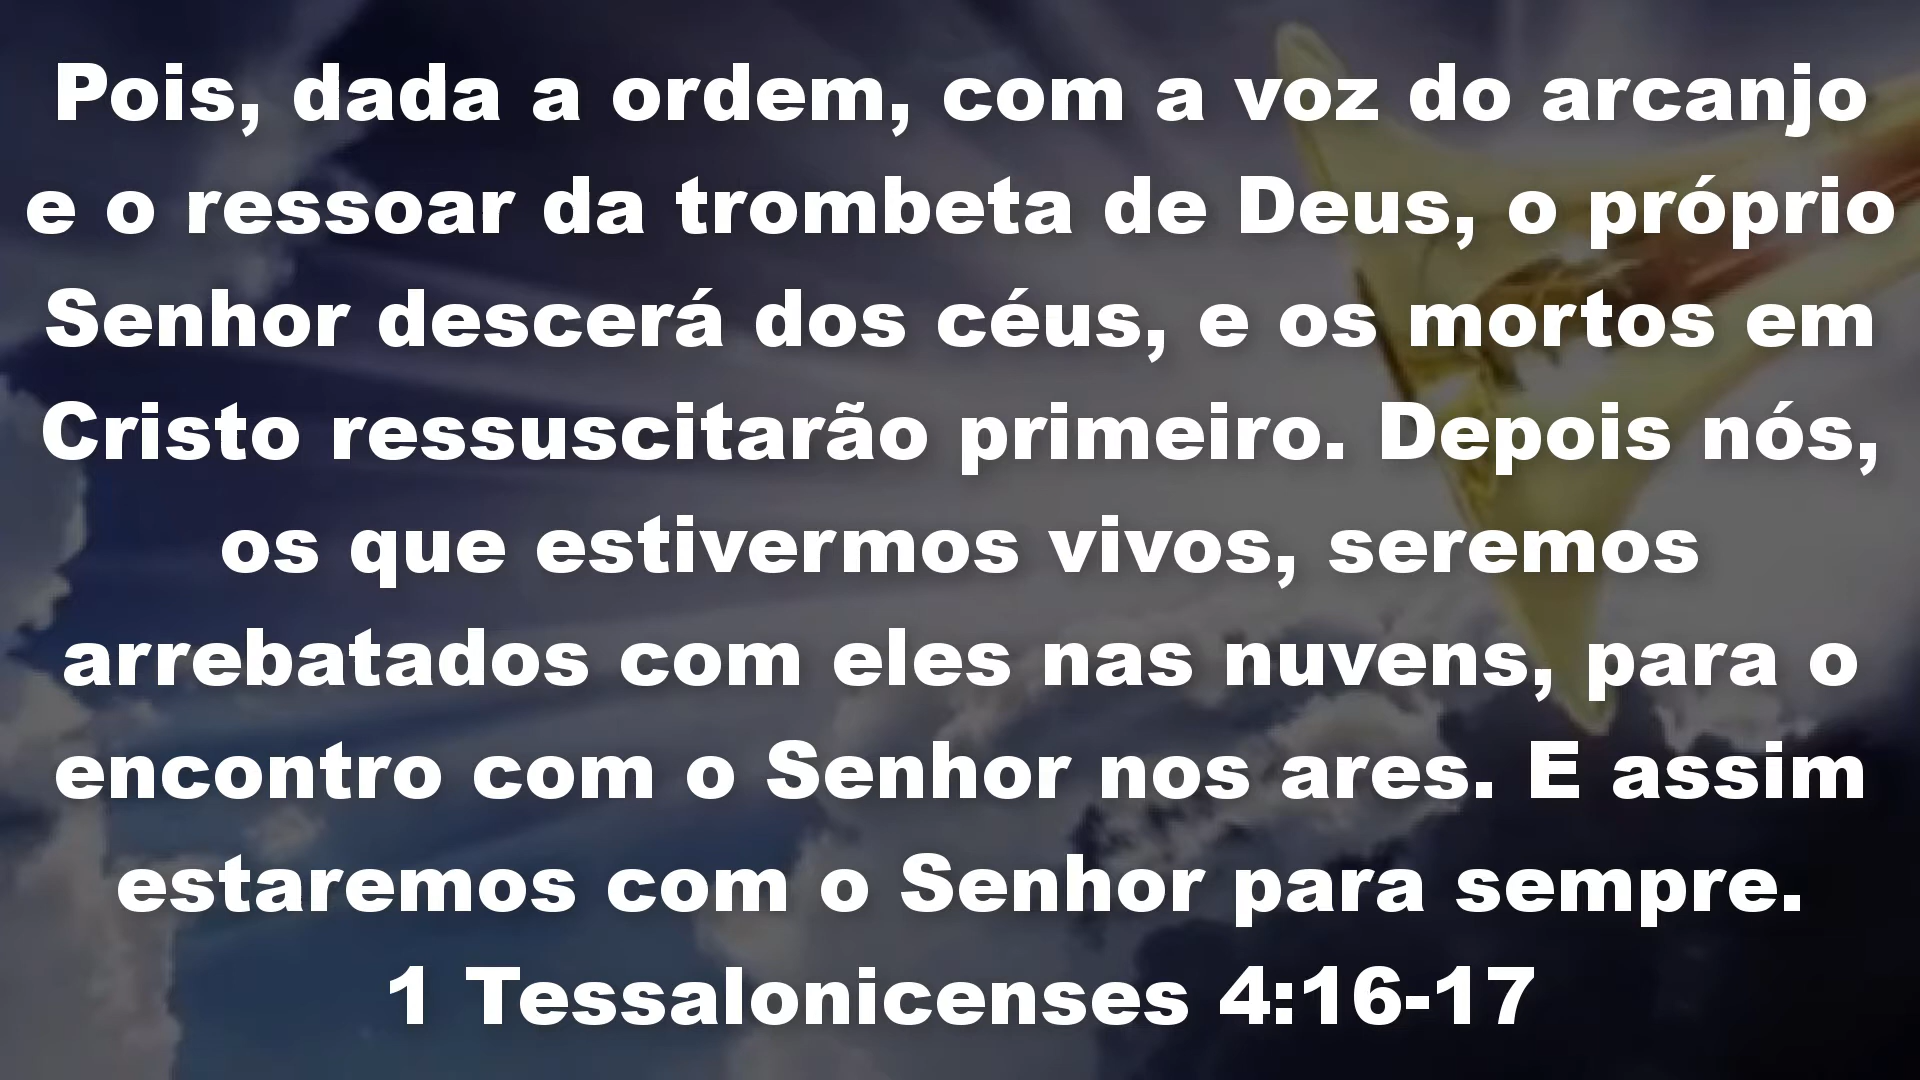 Pois, dada a ordem, com a voz do arcanjo
e o ressoar da trombeta de Deus, o próprio
Senhor descerá dos céus, e os mortos em
Cristo ressuscitarão primeiro. Depois nós,
os que estivermos vivos, seremos
arrebatados com eles nas nuvens, para o
encontro com o Senhor nos ares. E assim
estaremos com o Senhor para sempre.
1 Tessalonicenses 4:16-17